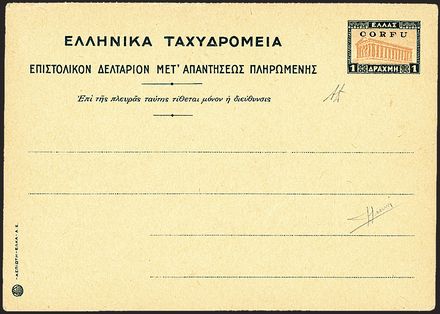 ΕΛΛΑΣ
CORFU
1 ΔΡΑΧΜΗ 1
ΕΛΛΗΝΙΚΑ ΤΑΧΥΔΡΟΜΕΙΑ
ΕΠΙΣΤΟΛΙΚΟΝ ΔΕΛΤΑΡΙΟΝ ΜΕΤ' ΑΠΑΝΤΗΣΕΩΣ ΠΛΗΡΩΜΕΝΗΣ
Ἐπὶ τῆς πλευρᾶς ταύτης τίθεται μόνον ἡ διεύθυνσις